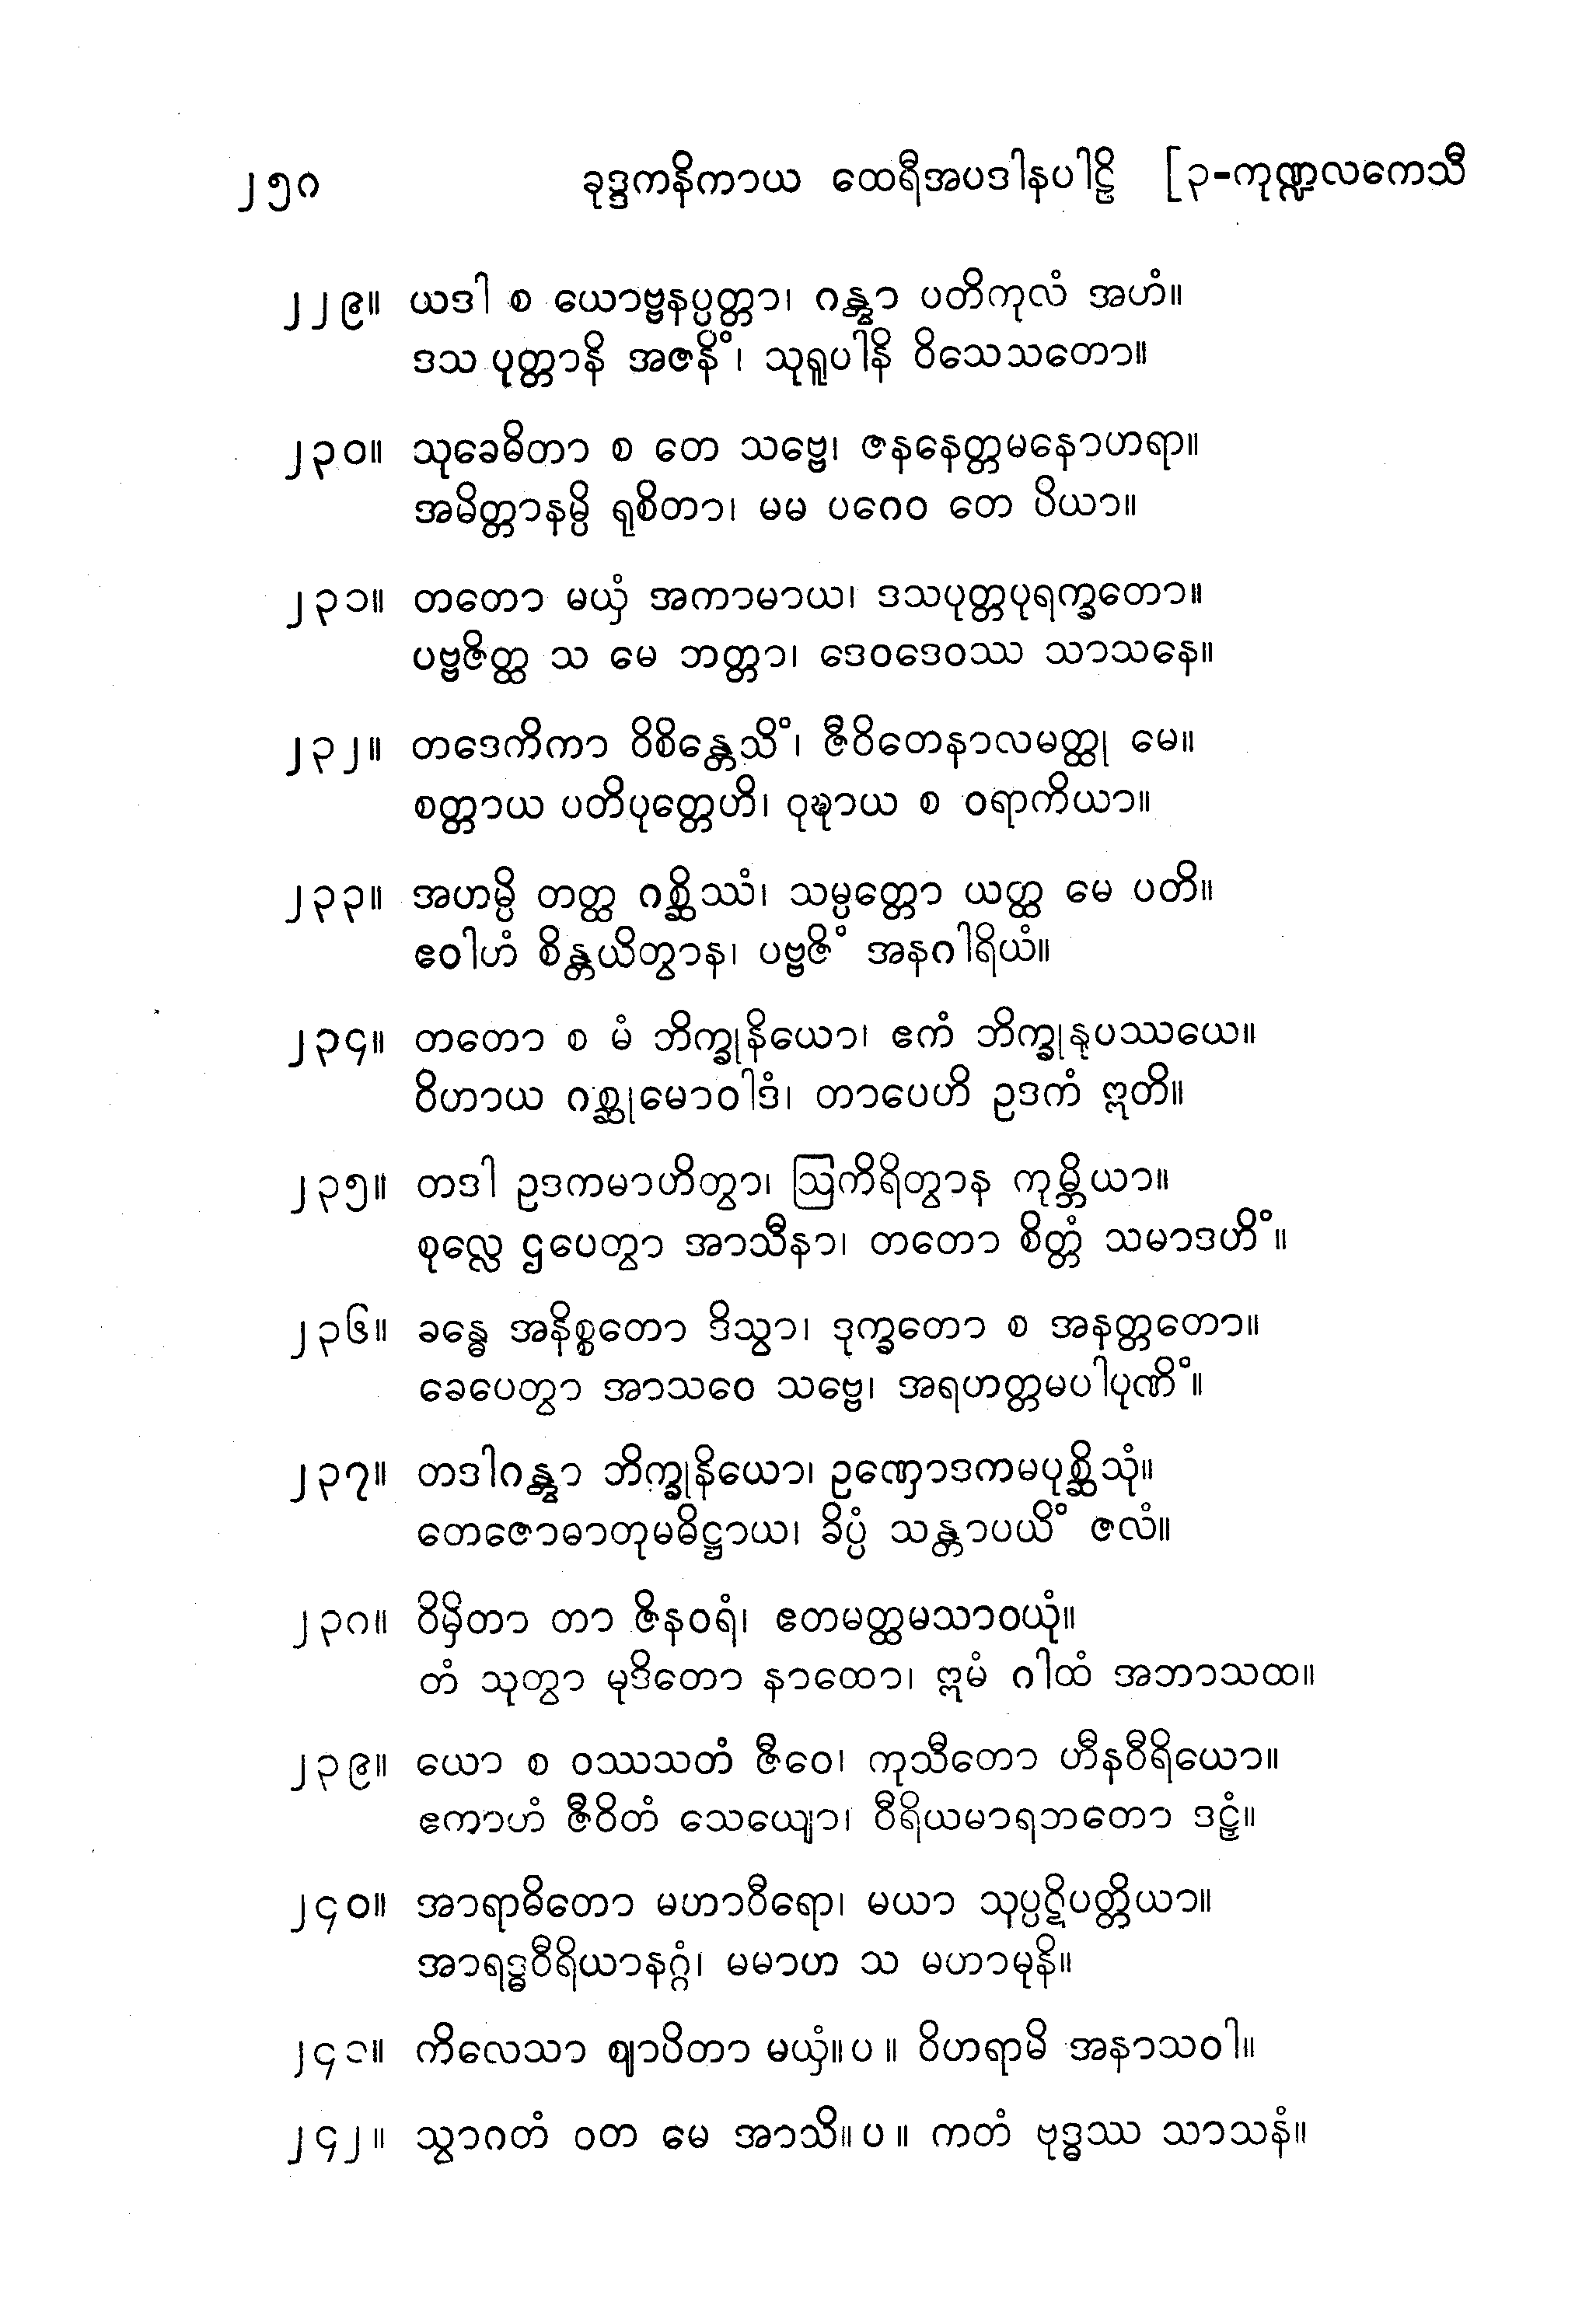 ၂၅၈ ခုဒ္ဒကနိကာယ ထေရီအပဒါနပါဠိ [၃-ကုဏ္ဍလကေသီ
၂၂၉။ ယဒါ စ ယောဗ္ဗနပ္ပတ္တာ၊ ဂန္တွာ ပတိကုလံ အဟံ။
ဒသ ပုတ္တာနိ အဇနိံ၊ သုရူပါနိ ဝိသေသတော။
၂၃၀။ သုခေဓိတာ စ တေ သဗ္ဗေ၊ ဇနနေတ္တမနောဟရာ။
အမိတ္တာနမ္ပိ ရုစိတာ၊ မမ ပဂေဝ တေ ပိယာ။
၂၃၁။ တတော မယှံ အကာမာယ၊ ဒသပုတ္တပုရက္ခတော။
ပဗ္ဗဇိတ္ထ သ မေ ဘတ္တာ၊ ဒေဝဒေဝဿ သာသနေ။
၂၃၂။ တဒေကိကာ ဝိစိန္တေသိံ၊ ဇီဝိတေနာလမတ္ထု မေ။
စတ္တာယ ပတိပုတ္တေဟိ၊ ဝုဍ္ဎာယ စ ဝရာကိယာ။
၂၃၃။ အဟမ္ပိ တတ္ထ ဂစ္ဆိဿံ၊ သမ္ပတ္တော ယတ္ထ မေ ပတိ။
ဧဝါဟံ စိန္တယိတွာန၊ ပဗ္ဗဇိံ အနဂါရိယံ။
၂၃၄။ တတော စ မံ ဘိက္ခုနိယော၊ ဧကံ ဘိက္ခုနုပဿယေ။
ဝိဟာယ ဂစ္ဆုမောဝါဒံ၊ တာပေဟိ ဥဒကံ ဣတိ။
၂၃၅။ တဒါ ဥဒကမာဟိတွာ၊ ဩကိရိတွာန ကုမ္ဘိယာ။
စုလ္လေ ဌပေတွာ အာသီနာ၊ တတော စိတ္တံ သမာဒဟိံ။
၂၃၆။ ခန္ဓေ အနိစ္စတော ဒိသွာ၊ ဒုက္ခတော စ အနတ္တတော။
ခေပေတွာ အာသဝေ သဗ္ဗေ၊ အရဟတ္တမပါပုဏိံ။
၂၃၇။ တဒါဂန္တွာ ဘိက္ခုနိယော၊ ဥဏှောဒကမပုစ္ဆိသုံ။
တေဇောဓာတုမဓိဋ္ဌာယ၊ ခိပ္ပံ သန္တာပယိံ ဇလံ။
၂၃၈။ ဝိမှိတာ တာ ဇိနဝရံ၊ ဧတမတ္ထမသာဝယုံ။
တံ သုတွာ မုဒိတော နာထော၊ ဣမံ ဂါထံ အဘာသထ။
၂၃၉။ ယော စ ဝဿသတံ ဇီဝေ၊ ကုသီတော ဟီနဝီရိယော။
ဧကာဟံ ဇီဝိတံ သေယျော၊ ဝီရိယမာရဘတော ဒဠှံ။
၂၄၀။ အာရာဓိတော မဟာဝီရော၊ မယာ သုပ္ပဋိပတ္တိယာ။
အာရဒ္ဓဝီရိယာနဂ္ဂံ၊ မမာဟ သ မဟာမုနိ။
၂၄၁။ ကိလေသာ ဈာပိတာ မယှံ။ပ။ ဝိဟရာမိ အနာသဝါ။
၂၄၂။ သွာဂတံ ဝတ မေ အာသိ။ပ။ ကတံ ဗုဒ္ဓဿ သာသနံ။